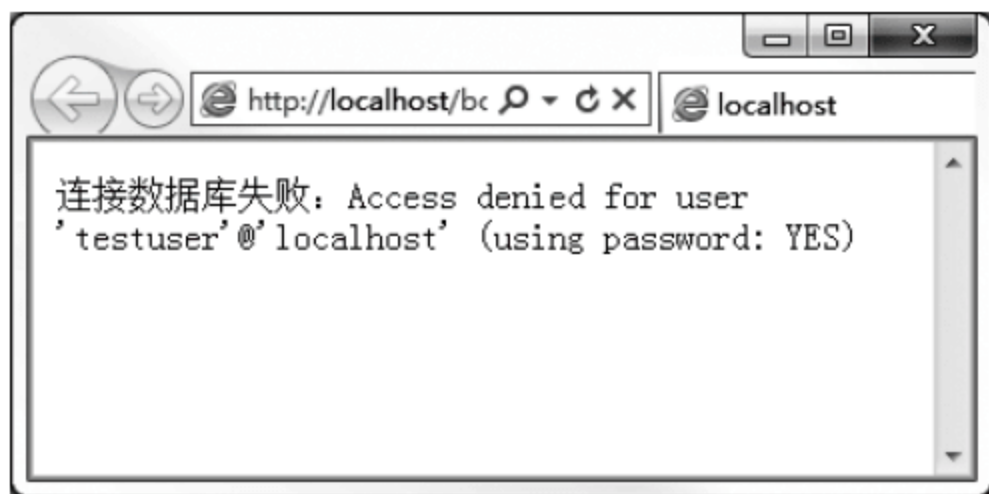 http://localhost/bc
localhost
连接数据库失败：Access denied for user
'testuser'@'localhost' (using password: YES)